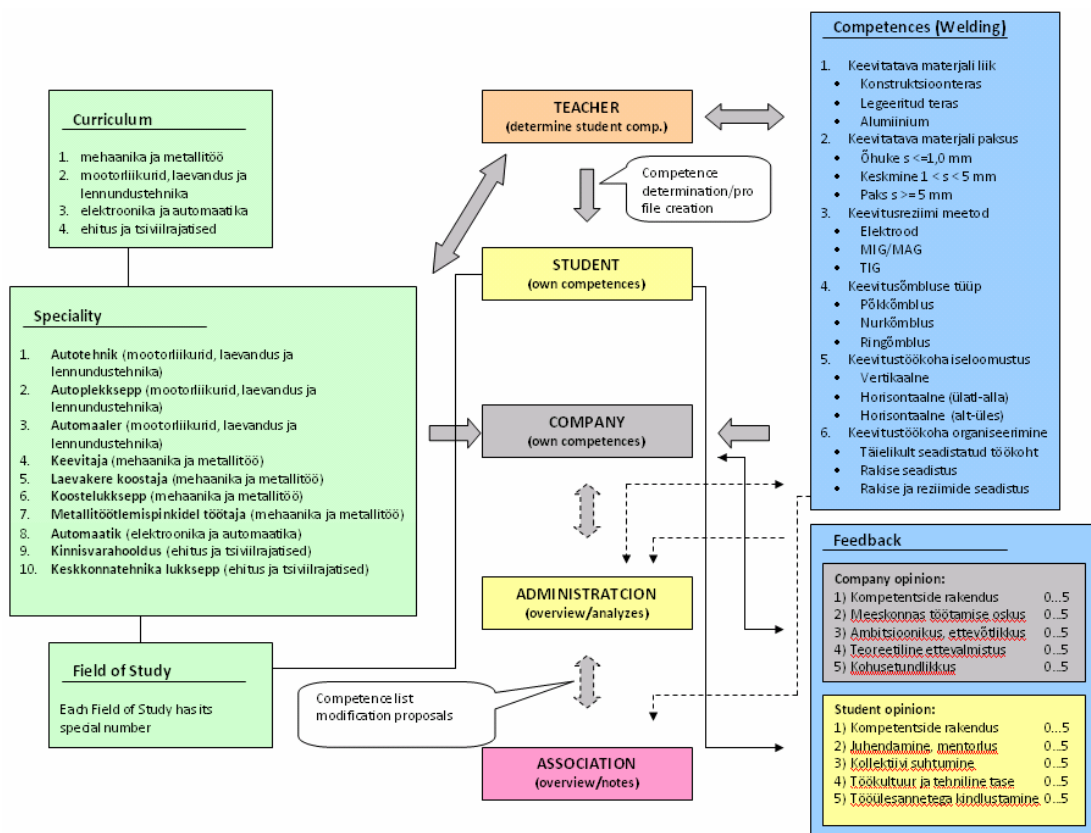 Curriculum
1. mehaanika ja metallitöö
2. mootorliikurid, laevandus ja
lennundustehnika
3. elektroonika ja automaatika
4. ehitus ja tsiviilrajatised
Speciality
1. Autotehnik (mootorliikurid, laevandus ja
lennundustehnika)
2. Autoplekksepp (mootorliikurid, laevandus ja
lennundustehnika)
3. Automaaler (mootorliikurid, laevandus ja
lennundustehnika)
4. Keevitaja (mehaanika ja metallitöö)
5. Laevakere koostaja (mehaanika ja metallitöö)
6. Koostelukksepp (mehaanika ja metallitöö)
7. Metallitöötlemispinkidel töötaja (mehaanika ja metallitöö)
8. Automaatik (elektroonika ja automaatika)
9. Kinnisvarahooldus (ehitus ja tsiviilrajatised)
10. Keskkonnatehnika lukksepp (ehitus ja tsiviilrajatised)
Field of Study
Each Field of Study has its
special number
TEACHER
(determine student comp.)
Competence
determination/pro
file creation
STUDENT
(own competences)
COMPANY
(own competences)
ADMINISTRATCION
(overview/analyzes)
Competence list
modification proposals
ASSOCIATION
(overview/notes)
Competences (Welding)
1. Keevitatava materjali liik
• Konstruktsioonteras
• Legeeritud teras
• Alumiinium
2. Keevitatava materjali paksus
• Õhuke s <=1,0 mm
• Keskmine 1 < s < 5 mm
• Paks s >= 5 mm
3. Keevitusreziimi meetod
• Elektrood
• MIG/MAG
• TIG
4. Keevitusõmbluse tüüp
• Põkkõmblus
• Nurkõmblus
• Ringõmblus
5. Keevitustöökoha iseloomustus
• Vertikaalne
• Horisontaalne (ülatl-alla)
• Horisontaalne (alt-üles)
6. Keevitustöökoha organiseerimine
• Täielikult seadistatud töökoht
• Rakise seadistus
• Rakise ja reziimide seadistus
Feedback
Company opinion:
1) Kompetentside rakendus 0...5
2) Meeskonnas töötamise oskus 0...5
3) Ambitsioonikus, ettevõtlikkus 0...5
4) Teoreetiline ettevalmistus 0...5
5) Kohusetundlikkus 0...5
Student opinion:
1) Kompetentside rakendus 0...5
2) Juhendamine, mentorlus 0...5
3) Kollektiivi suhtumine 0...5
4) Töökultuur ja tehniline tase 0...5
5) Tööülesannetega kindlustamine 0...5